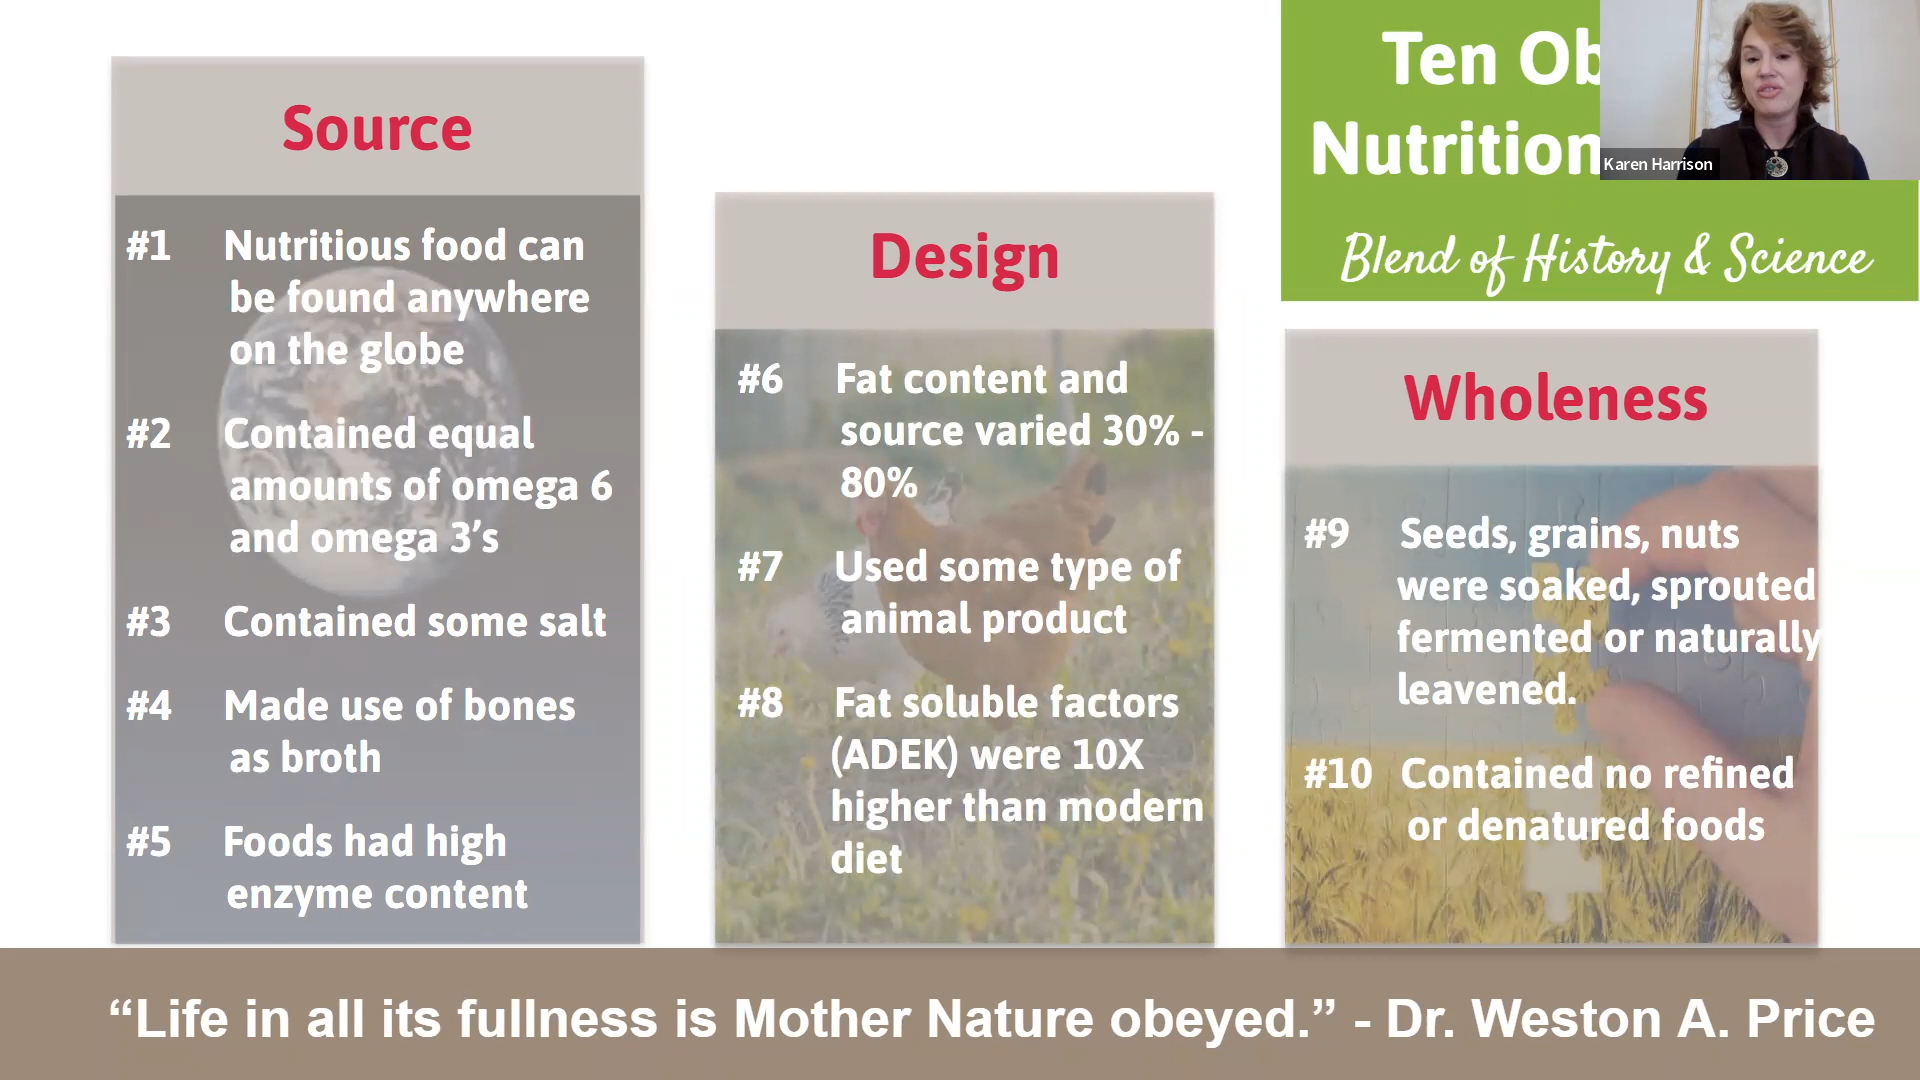 Source
#1 Nutritious food can
be found anywhere
on the globe
#2 Contained equal
amounts of omega 6
and omega 3’s
#3 Contained some salt
#4 Made use of bones
as broth
#5 Foods had high
enzyme content
Design
#6 Fat content and
source varied 30% -
80%
#7 Used some type of
animal product
#8 Fat soluble factors
(ADEK) were 10X
higher than modern
diet
Ten Ob
Nutrition
Karen Harrison
Blend of History & Science
Wholeness
#9 Seeds, grains, nuts
were soaked, sprouted
fermented or naturally
leavened.
#10 Contained no refined
or denatured foods
“Life in all its fullness is Mother Nature obeyed.” - Dr. Weston A. Price